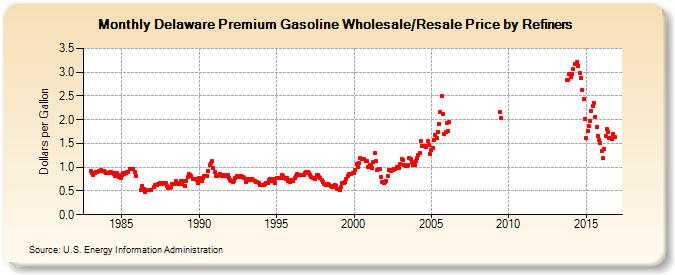 Monthly Delaware Premium Gasoline Wholesale/Resale Price by Refiners
Dollars per Gallon
3.5
3.0
2.5
2.0
1.5
1.0
0.5
0.0
1985 1990 1995 2000 2005 2010 2015
Source: U.S. Energy Information Administration